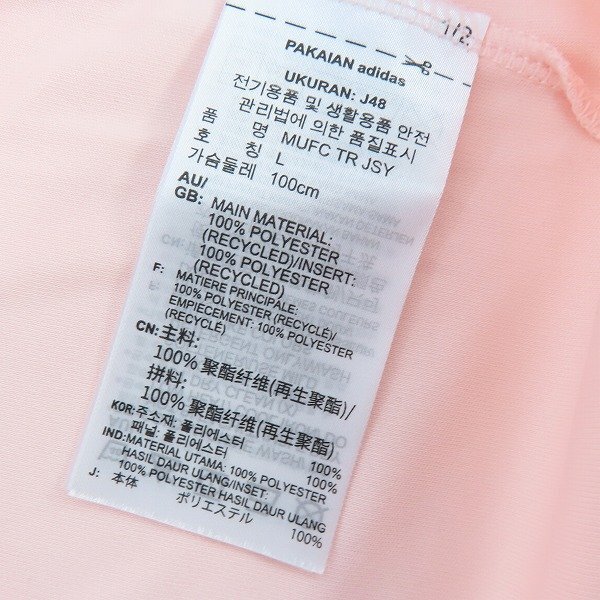 1/2
PAKAIAN adidas
UKURAN: J48
전기용품 및 생활용품 안전
관리법에 의한 품질표시
품 명 MUFC TR JSY
호 칭 L
가슴둘레 100cm
AU/
GB: MAIN MATERIAL:
100% POLYESTER
(RECYCLED)/INSERT:
100% POLYESTER
(RECYCLED)
F: MATIERE PRINCIPALE:
100% POLYESTER (RECYCLÉ)/
EMPIECEMENT: 100% POLYESTER
(RECYCLÉ)
CN: 主料:
100% 聚酯纤维(再生聚酯)/
拼料:
100% 聚酯纤维(再生聚酯)
KOR: 주소재: 폴리에스터 100%
패널: 폴리에스터 100%
IND: MATERIAL UTAMA: 100% POLYESTER
HASIL DAUR ULANG/INSET:
100% POLYESTER HASIL DAUR ULANG
J: 本体
ポリエステル 100%